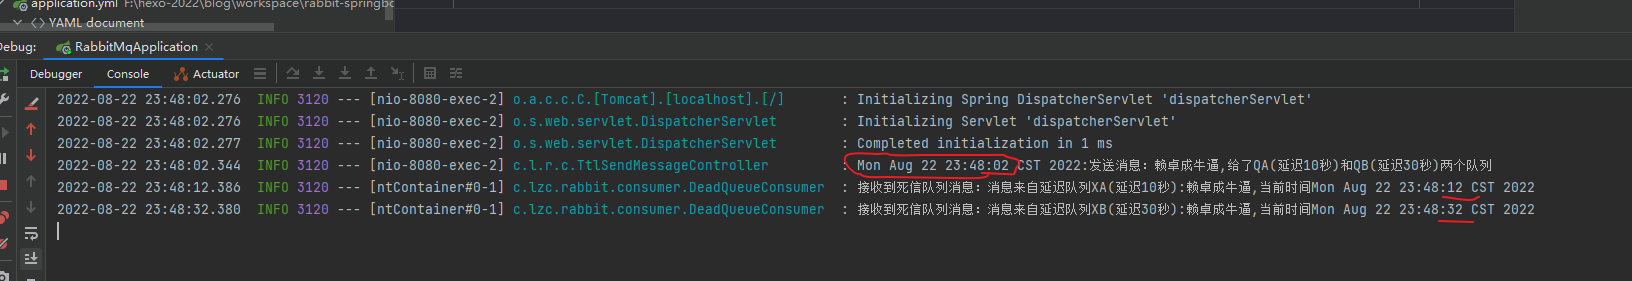 application.yml F:\hexo-2022\blog\workspace\rabbit-springbo
YAML document
Debug: RabbitMqApplication
Debugger Console Actuator
2022-08-22 23:48:02.276 INFO 3120 --- [nio-8080-exec-2] o.a.c.c.C.[Tomcat].[localhost].[/] : Initializing Spring DispatcherServlet 'dispatcherServlet'
2022-08-22 23:48:02.276 INFO 3120 --- [nio-8080-exec-2] o.s.web.servlet.DispatcherServlet : Initializing Servlet 'dispatcherServlet'
2022-08-22 23:48:02.277 INFO 3120 --- [nio-8080-exec-2] o.s.web.servlet.DispatcherServlet : Completed initialization in 1 ms
2022-08-22 23:48:02.344 INFO 3120 --- [nio-8080-exec-2] c.l.r.c.TtlSendMessageController : Mon Aug 22 23:48:02 CST 2022:发送消息: 赖卓成牛逼,给了QA(延迟10秒)和QB(延迟30秒)两个队列
2022-08-22 23:48:12.386 INFO 3120 --- [ntContainer#0-1] c.lzc.rabbit.consumer.DeadQueueConsumer : 接收到死信队列消息: 消息来自延迟队列XA(延迟10秒):赖卓成牛逼,当前时间Mon Aug 22 23:48:12 CST 2022
2022-08-22 23:48:32.380 INFO 3120 --- [ntContainer#0-1] c.lzc.rabbit.consumer.DeadQueueConsumer : 接收到死信队列消息: 消息来自延迟队列XB(延迟30秒):赖卓成牛逼,当前时间Mon Aug 22 23:48:32 CST 2022